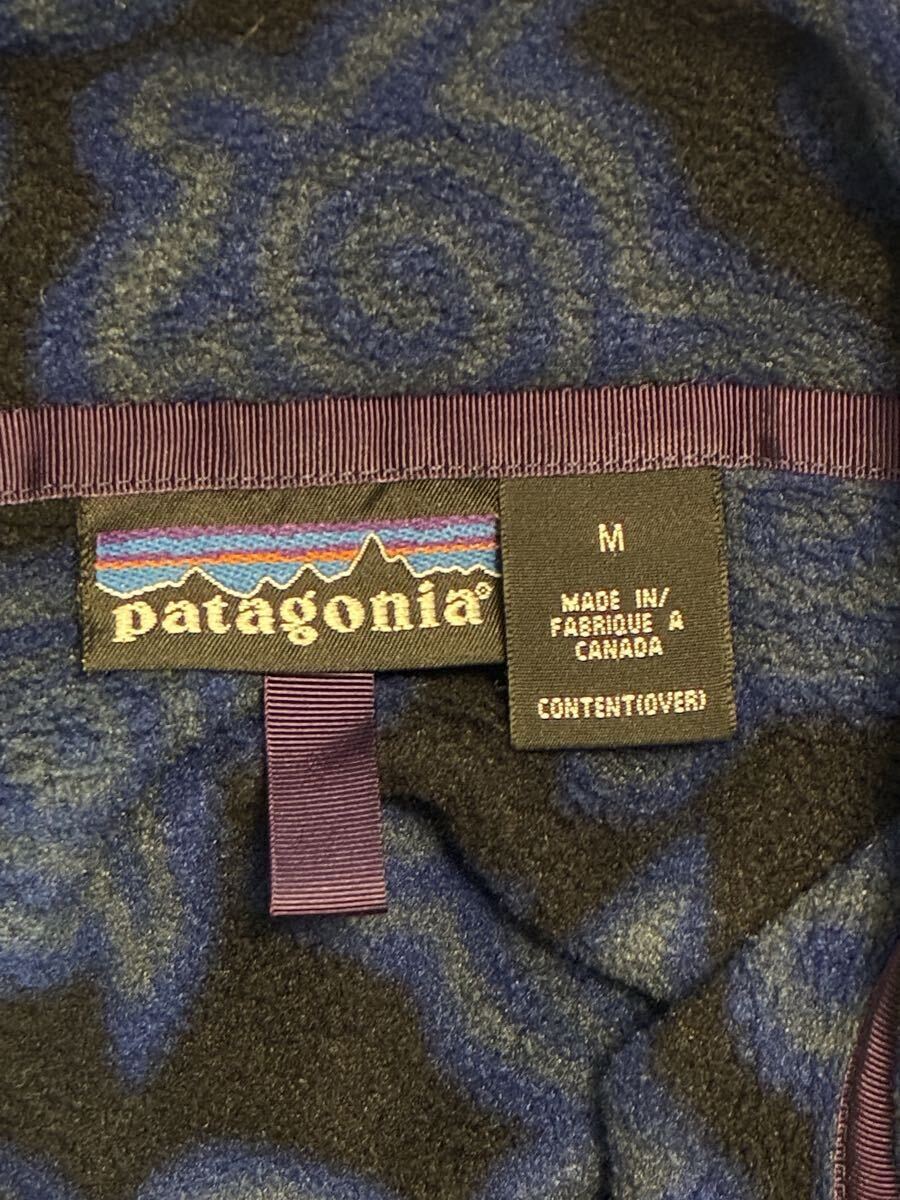 patagonia®
M
MADE IN/
FABRIQUE A
CANADA
CONTENT(OVER)